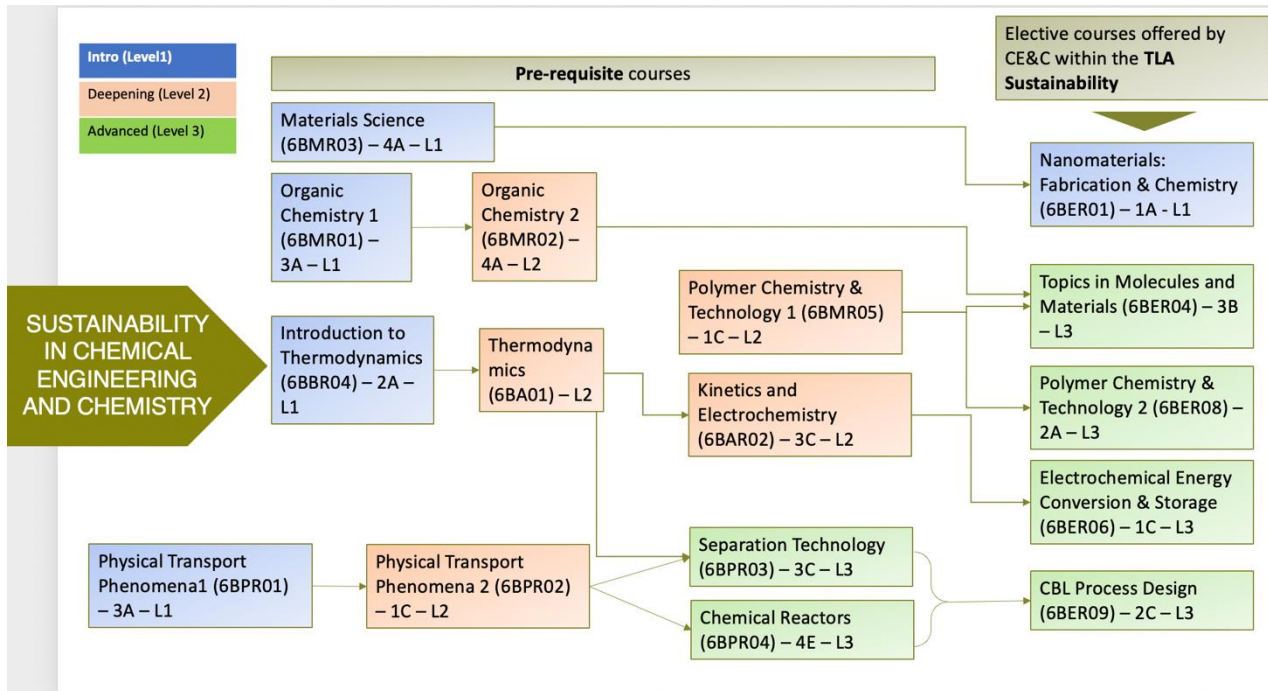 Intro (Level1)
Deepening (Level 2)
Advanced (Level 3)
Pre-requisite courses
Elective courses offered by
CE&C within the TLA
Sustainability
Materials Science
(6BMR03) – 4A – L1
Nanomaterials:
Fabrication & Chemistry
(6BER01) – 1A - L1
Organic
Chemistry 1
(6BMR01) –
3A – L1
Organic
Chemistry 2
(6BMR02) –
4A – L2
Polymer Chemistry &
Technology 1 (6BMR05)
– 1C – L2
Topics in Molecules and
Materials (6BER04) – 3B
– L3
SUSTAINABILITY
IN CHEMICAL
ENGINEERING
AND CHEMISTRY
Introduction to
Thermodynamics
(6BBR04) – 2A –
L1
Thermodyna
mics
(6BA01) – L2
Kinetics and
Electrochemistry
(6BAR02) – 3C – L2
Polymer Chemistry &
Technology 2 (6BER08) –
2A – L3
Electrochemical Energy
Conversion & Storage
(6BER06) – 1C – L3
Physical Transport
Phenomena1 (6BPR01)
– 3A – L1
Physical Transport
Phenomena 2 (6BPR02)
– 1C – L2
Separation Technology
(6BPR03) – 3C – L3
Chemical Reactors
(6BPR04) – 4E – L3
CBL Process Design
(6BER09) – 2C – L3